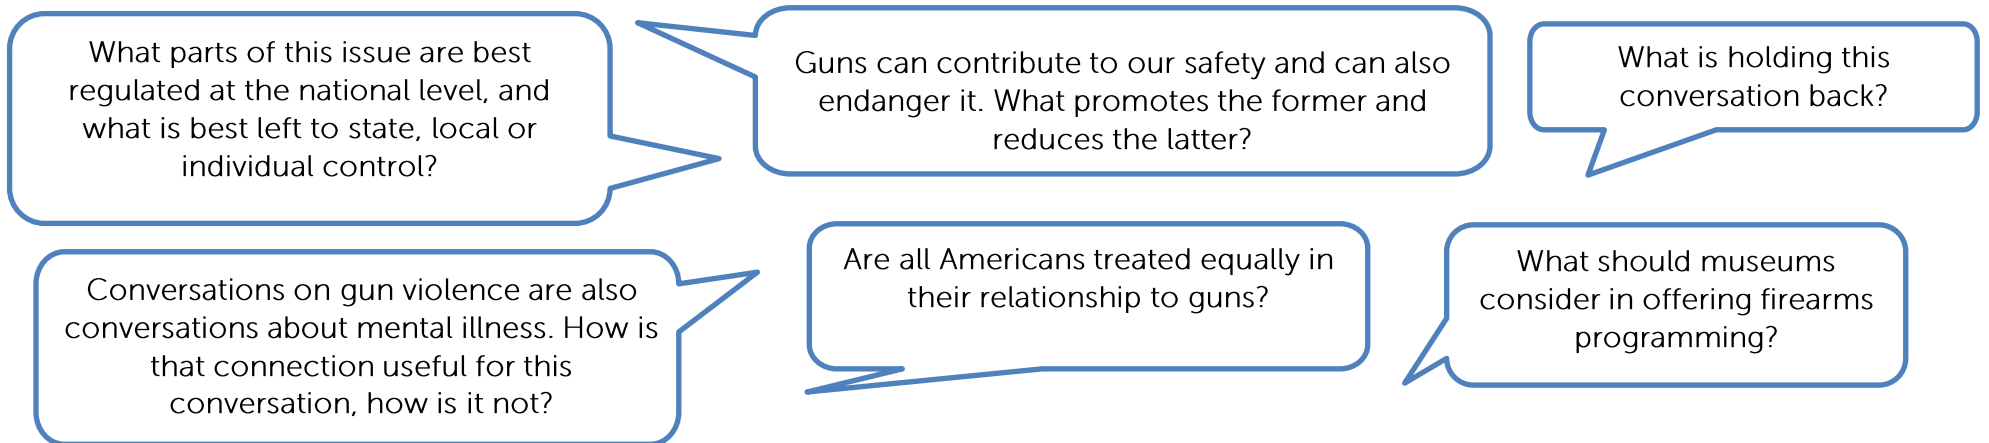 What parts of this issue are best
regulated at the national level, and
what is best left to state, local or
individual control?
Guns can contribute to our safety and can also
endanger it. What promotes the former and
reduces the latter?
What is holding this
conversation back?
Conversations on gun violence are also
conversations about mental illness. How is
that connection useful for this
conversation, how is it not?
Are all Americans treated equally in
their relationship to guns?
What should museums
consider in offering firearms
programming?